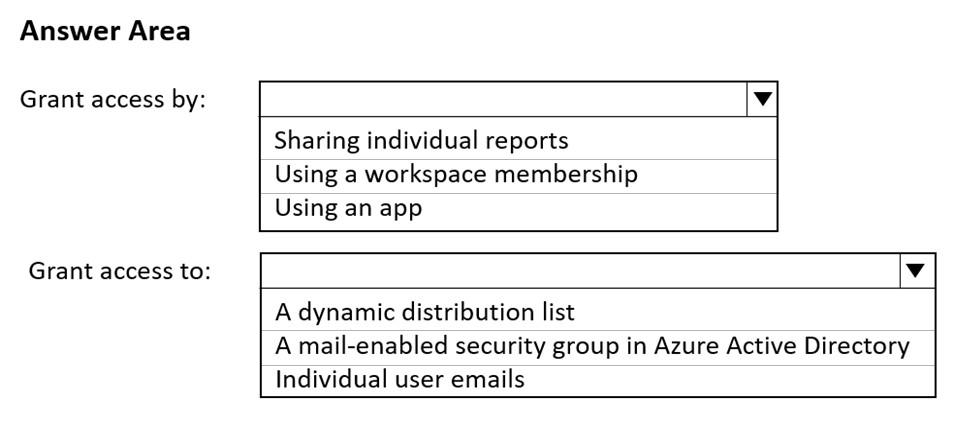 Answer Area
Grant access by:
Sharing individual reports
Using a workspace membership
Using an app
Grant access to:
A dynamic distribution list
A mail-enabled security group in Azure Active Directory
Individual user emails